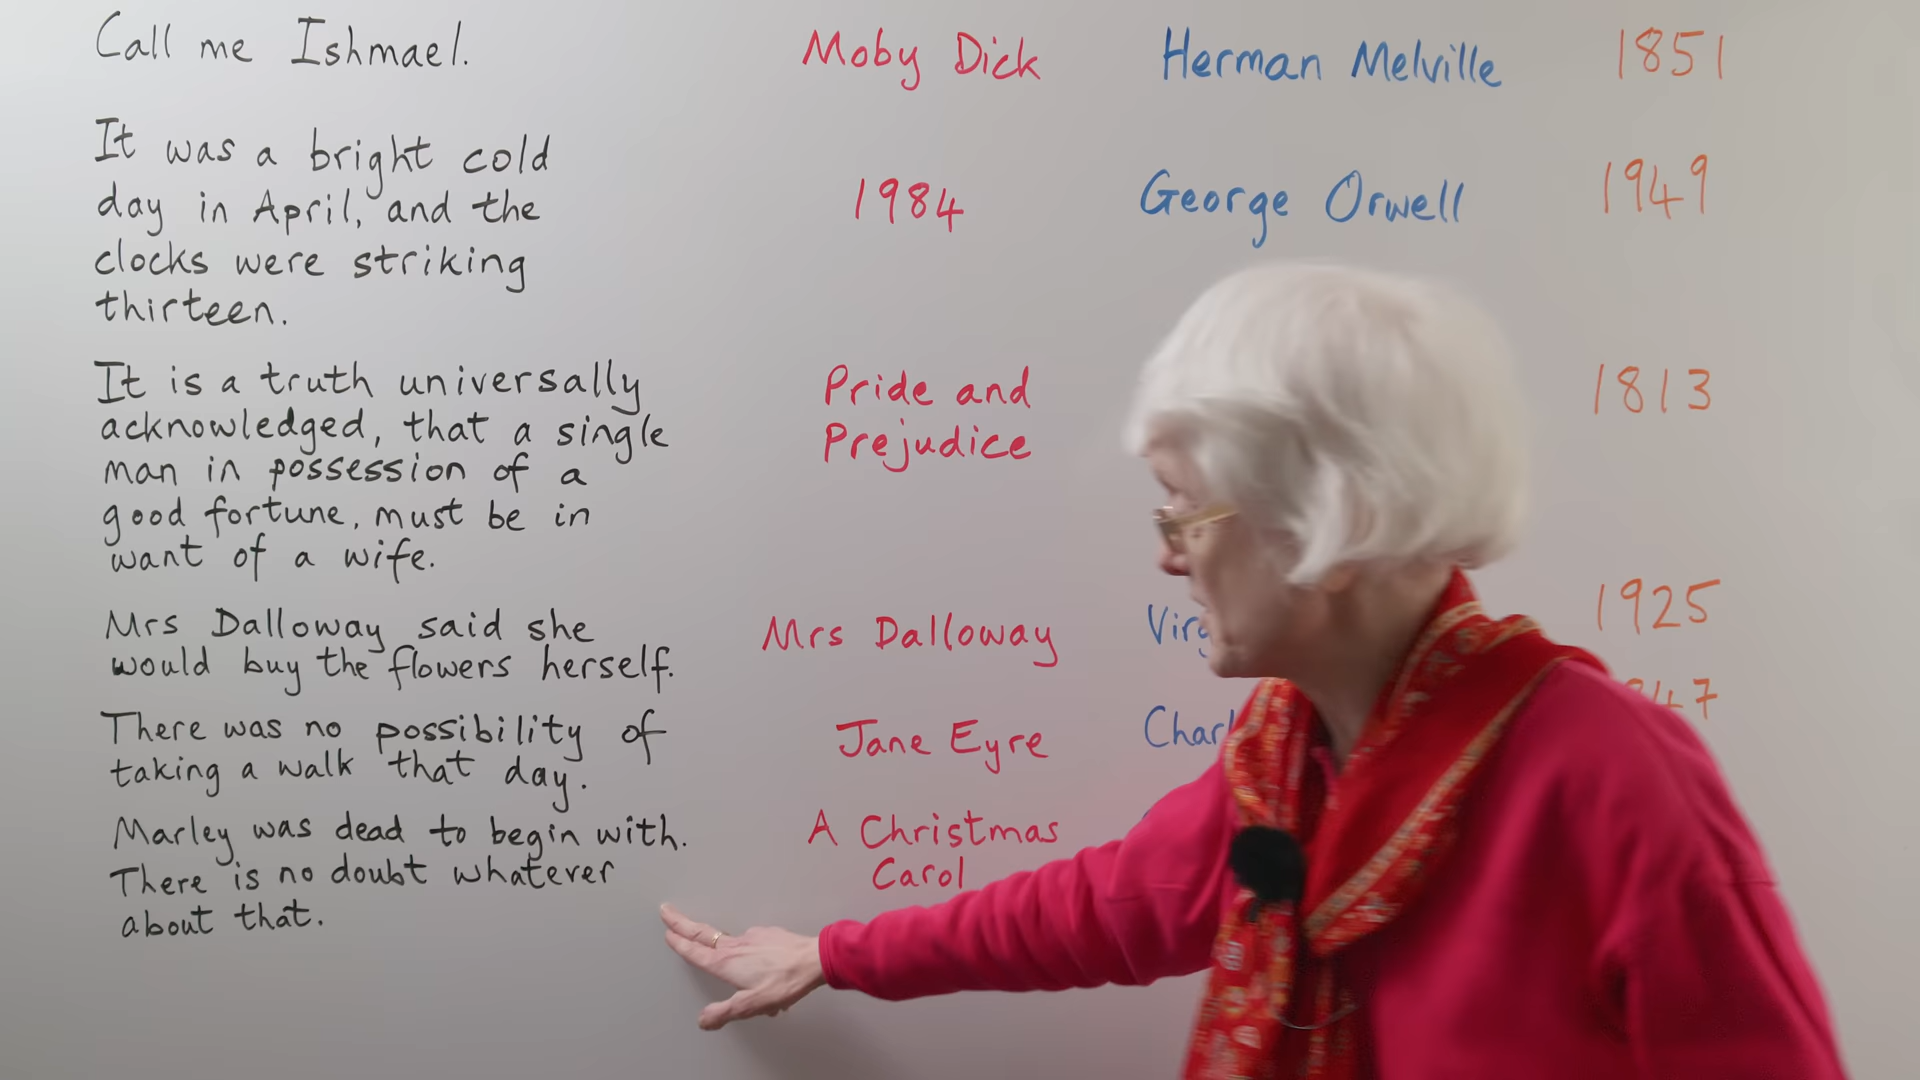 Call me Ishmael.
Moby Dick
Herman Melville
1851
It was a bright cold
day in April, and the
clocks were striking
thirteen.
1984
George Orwell
1949
It is a truth universally
acknowledged, that a single
man in possession of a
good fortune, must be in
want of a wife.
Pride and
Prejudice
1813
Mrs Dalloway said she
would buy the flowers herself.
Mrs Dalloway
1925
There was no possibility of
taking a walk that day.
Jane Eyre
Marley was dead to begin with.
There is no doubt whatever
about that.
A Christmas
Carol